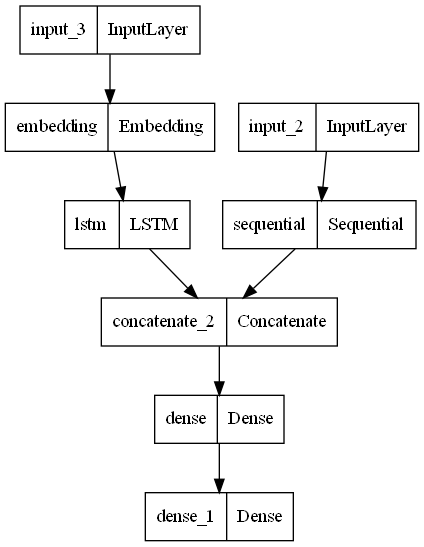 input_3 InputLayer
embedding Embedding
input_2 InputLayer
lstm LSTM
sequential Sequential
concatenate_2 Concatenate
dense Dense
dense_1 Dense